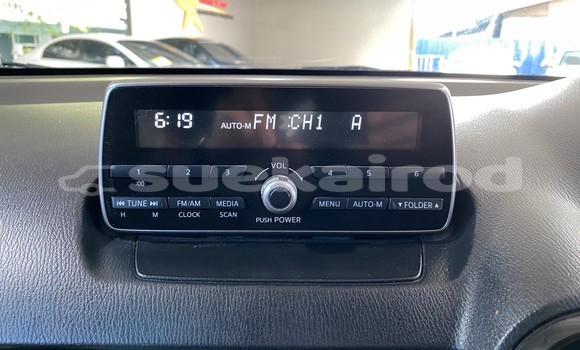 6:19 AUTO-M FM :CH1 A
VOL
1 2 3 4 5 6
:00
⏮ TUNE ⏭ FM/AM MEDIA MENU AUTO-M ▼ FOLDER ▲
H M CLOCK SCAN
PUSH POWER
suekairod